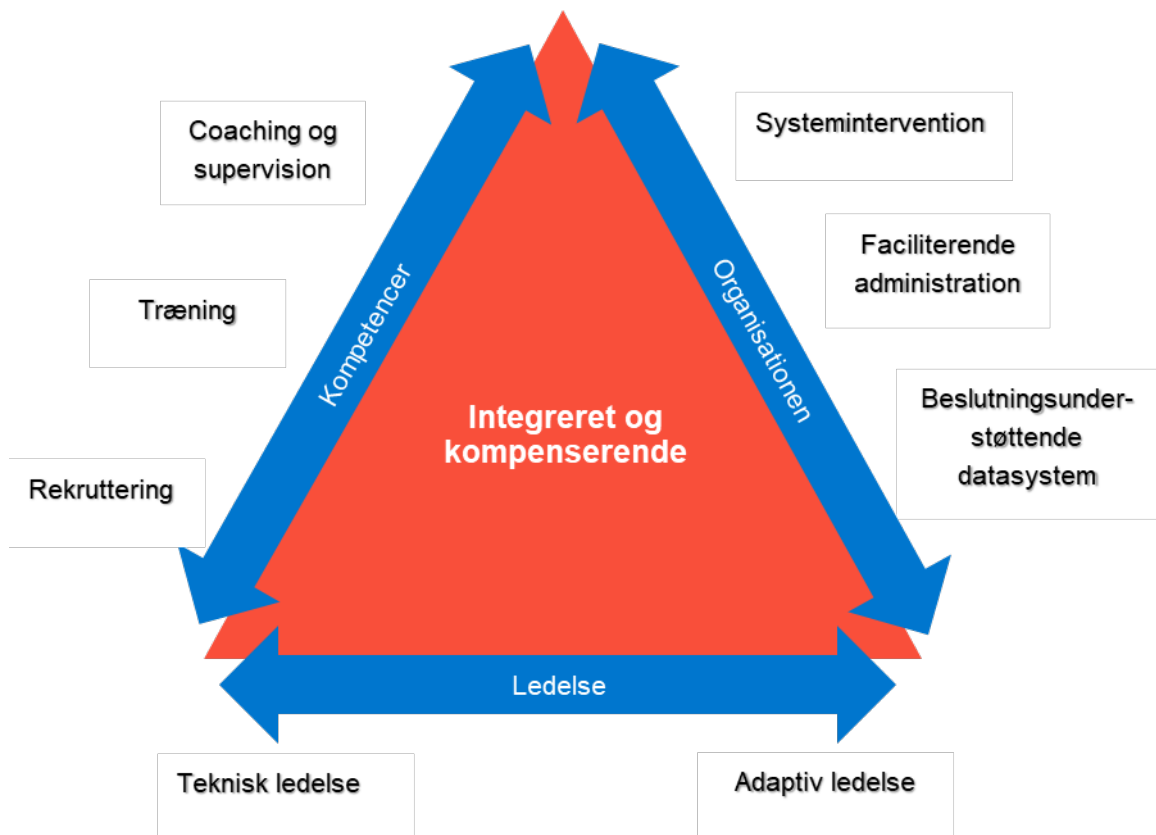 Coaching og
supervision
Træning
Rekruttering
Kompetencer
Systemintervention
Faciliterende
administration
Beslutningsunder-
støttende
datasystem
Organisationen
Integreret og
kompenserende
Ledelse
Teknisk ledelse
Adaptiv ledelse